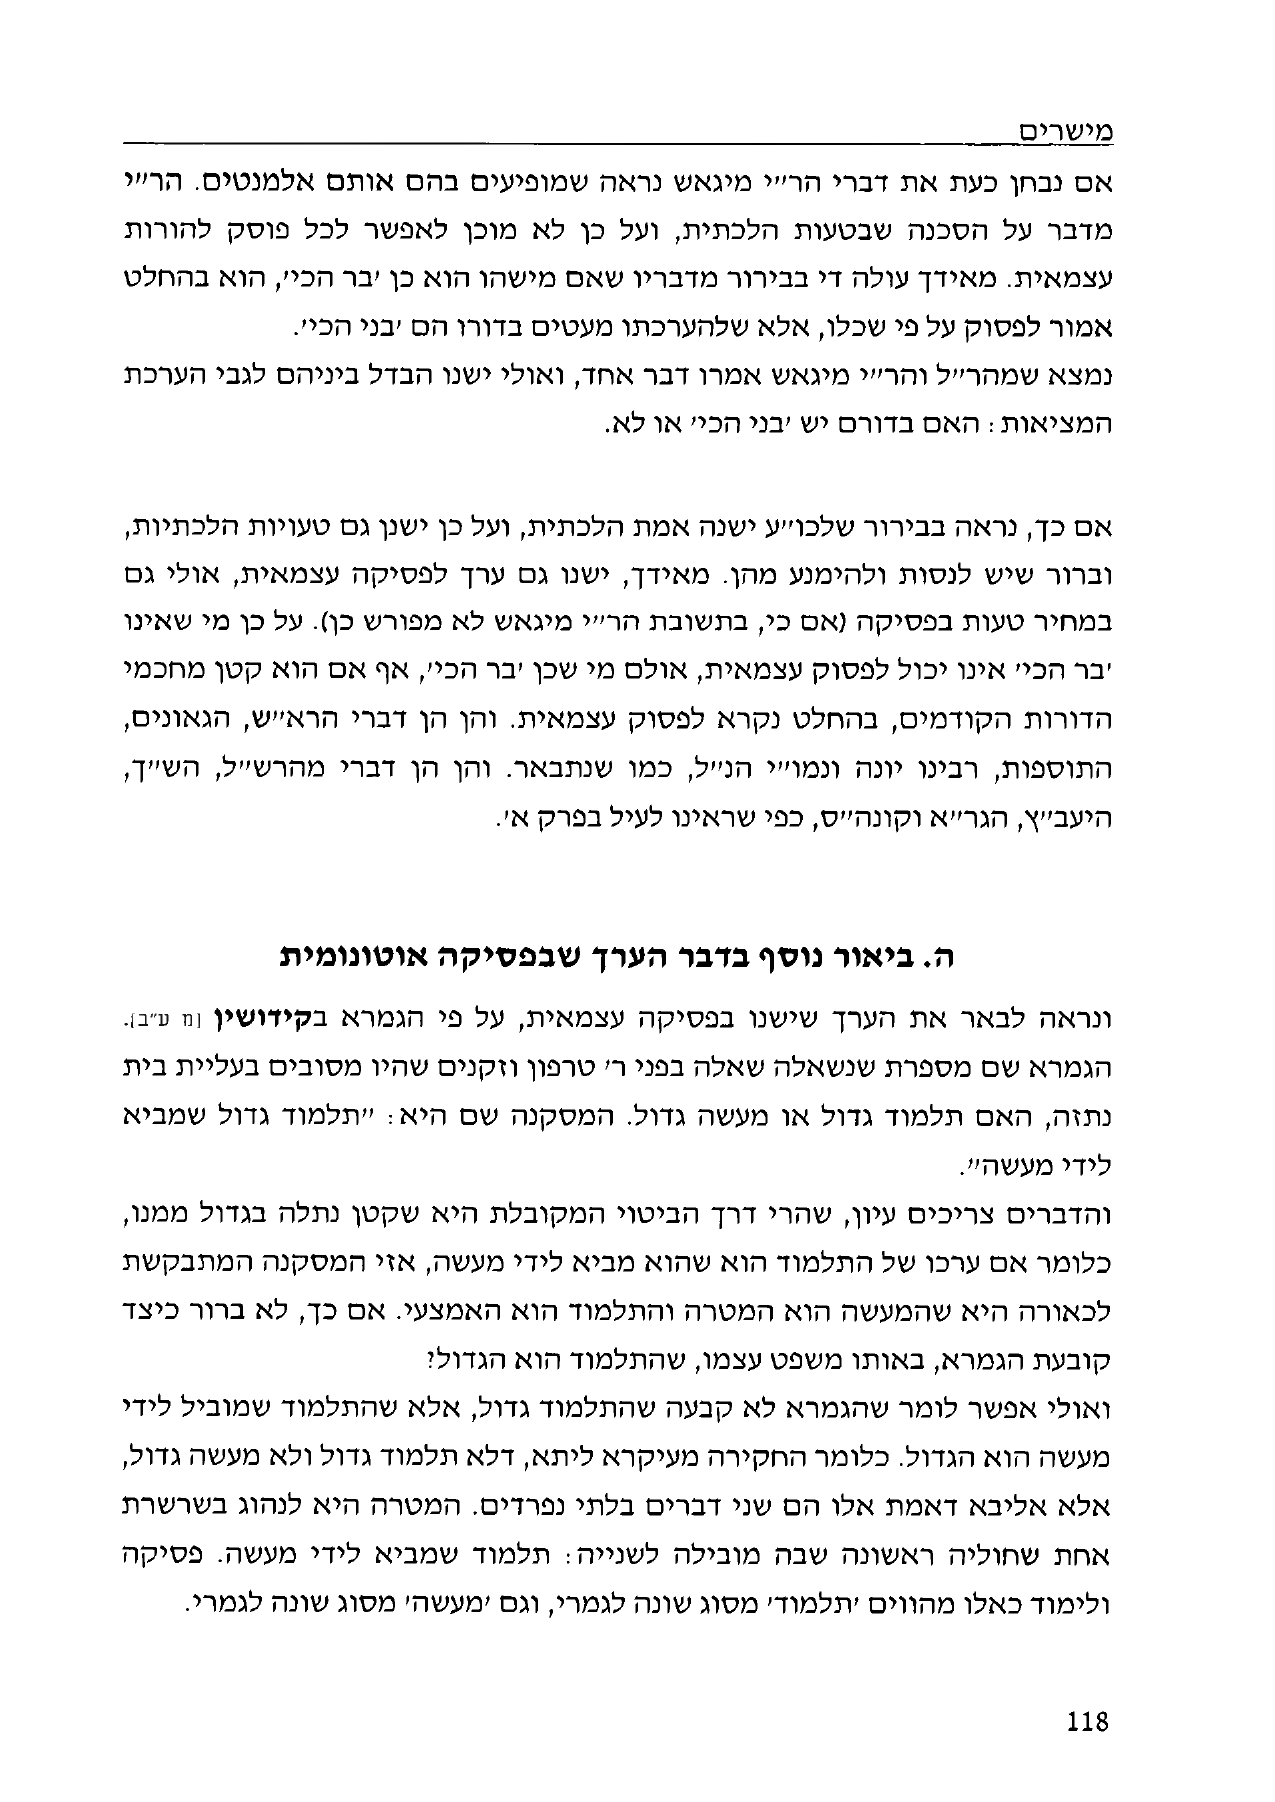 מישרים
אם נבחן כעת את דברי הר"י מיגאש נראה שמופיעים בהם אותם אלמנטים. הר"י
מדבר על הסכנה שבטעות הלכתית, ועל כן לא מוכן לאפשר לכל פוסק להורות
עצמאית. מאידך עולה די בבירור מדבריו שאם מישהו הוא כן 'בר הכי', הוא בהחלט
אמור לפסוק על פי שכלו, אלא שלהערכתו מעטים בדורו הם 'בני הכי'.
נמצא שמהר"ל והר"י מיגאש אמרו דבר אחד, ואולי ישנו הבדל ביניהם לגבי הערכת
המציאות: האם בדורם יש 'בני הכי' או לא.
אם כך, נראה בבירור שלכו"ע ישנה אמת הלכתית, ועל כן ישנן גם טעויות הלכתיות,
וברור שיש לנסות ולהימנע מהן. מאידך, ישנו גם ערך לפסיקה עצמאית, אולי גם
במחיר טעות בפסיקה (אם כי, בתשובת הר"י מיגאש לא מפורש כן). על כן מי שאינו
'בר הכי' אינו יכול לפסוק עצמאית, אולם מי שכן 'בר הכי', אף אם הוא קטן מחכמי
הדורות הקודמים, בהחלט נקרא לפסוק עצמאית. והן הן דברי הרא"ש, הגאונים,
התוספות, רבינו יונה ונמו"י הנ"ל, כמו שנתבאר. והן הן דברי מהרש"ל, הש"ך,
היעב"ץ, הגר"א וקונה"ס, כפי שראינו לעיל בפרק א'.
ה. ביאור נוסף בדבר הערך שבפסיקה אוטונומית
ונראה לבאר את הערך שישנו בפסיקה עצמאית, על פי הגמרא בקידושין [מ ע"ב].
הגמרא שם מספרת שנשאלה שאלה בפני ר' טרפון וזקנים שהיו מסובים בעליית בית
נתזה, האם תלמוד גדול או מעשה גדול. המסקנה שם היא: "תלמוד גדול שמביא
לידי מעשה".
והדברים צריכים עיון, שהרי דרך הביטוי המקובלת היא שקטן נתלה בגדול ממנו,
כלומר אם ערכו של התלמוד הוא שהוא מביא לידי מעשה, אזי המסקנה המתבקשת
לכאורה היא שהמעשה הוא המטרה והתלמוד הוא האמצעי. אם כך, לא ברור כיצד
קובעת הגמרא, באותו משפט עצמו, שהתלמוד הוא הגדול?
ואולי אפשר לומר שהגמרא לא קבעה שהתלמוד גדול, אלא שהתלמוד שמוביל לידי
מעשה הוא הגדול. כלומר החקירה מעיקרא ליתא, דלא תלמוד גדול ולא מעשה גדול,
אלא אליבא דאמת אלו הם שני דברים בלתי נפרדים. המטרה היא לנהוג בשרשרת
אחת שחוליה ראשונה שבה מובילה לשנייה: תלמוד שמביא לידי מעשה. פסיקה
ולימוד כאלו מהווים 'תלמוד' מסוג שונה לגמרי, וגם 'מעשה' מסוג שונה לגמרי.
118